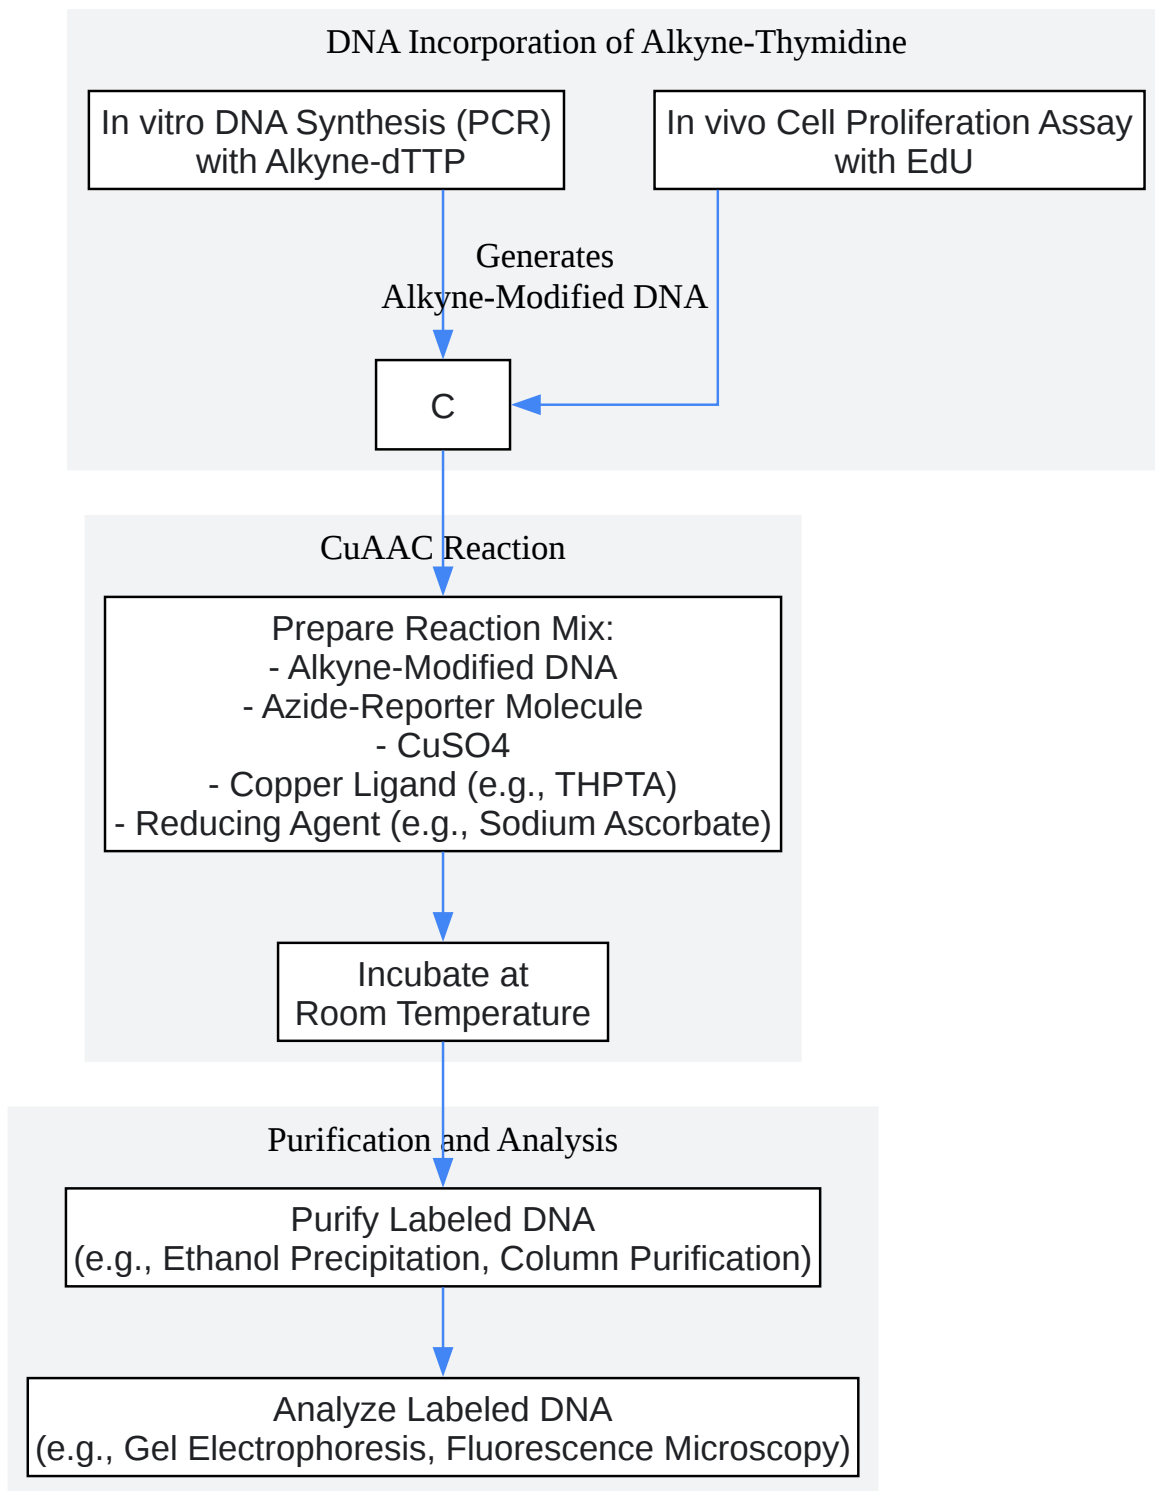 DNA Incorporation of Alkyne-Thymidine
In vitro DNA Synthesis (PCR)
with Alkyne-dTTP
In vivo Cell Proliferation Assay
with EdU
Generates
Alkyne-Modified DNA
C
CuAAC Reaction
Prepare Reaction Mix:
- Alkyne-Modified DNA
- Azide-Reporter Molecule
- CuSO4
- Copper Ligand (e.g., THPTA)
- Reducing Agent (e.g., Sodium Ascorbate)
Incubate at
Room Temperature
Purification and Analysis
Purify Labeled DNA
(e.g., Ethanol Precipitation, Column Purification)
Analyze Labeled DNA
(e.g., Gel Electrophoresis, Fluorescence Microscopy)